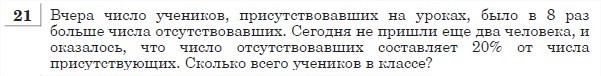 21 Вчера число учеников, присутствовавших на уроках, было в 8 раз
больше числа отсутствовавших. Сегодня не пришли еще два человека, и
оказалось, что число отсутствовавших составляет 20% от числа
присутствующих. Сколько всего учеников в классе?